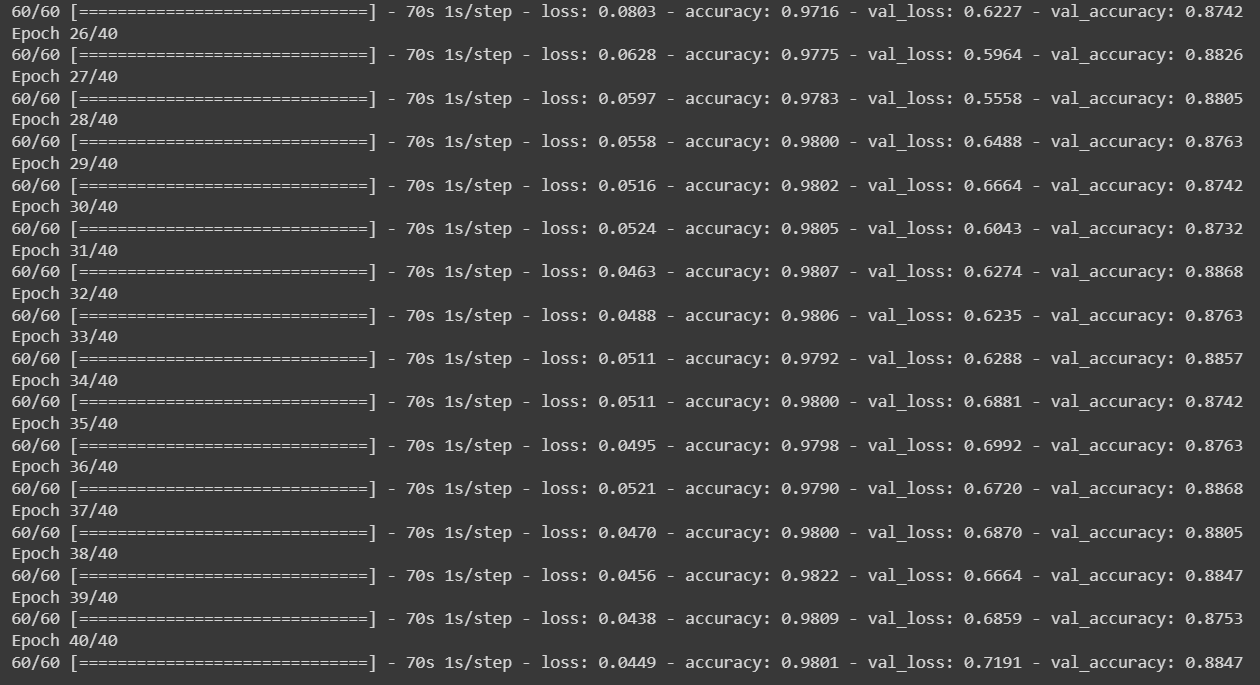 60/60 [==============================] - 70s 1s/step - loss: 0.0803 - accuracy: 0.9716 - val_loss: 0.6227 - val_accuracy: 0.8742
Epoch 26/40
60/60 [==============================] - 70s 1s/step - loss: 0.0628 - accuracy: 0.9775 - val_loss: 0.5964 - val_accuracy: 0.8826
Epoch 27/40
60/60 [==============================] - 70s 1s/step - loss: 0.0597 - accuracy: 0.9783 - val_loss: 0.5558 - val_accuracy: 0.8805
Epoch 28/40
60/60 [==============================] - 70s 1s/step - loss: 0.0558 - accuracy: 0.9800 - val_loss: 0.6488 - val_accuracy: 0.8763
Epoch 29/40
60/60 [==============================] - 70s 1s/step - loss: 0.0516 - accuracy: 0.9802 - val_loss: 0.6664 - val_accuracy: 0.8742
Epoch 30/40
60/60 [==============================] - 70s 1s/step - loss: 0.0524 - accuracy: 0.9805 - val_loss: 0.6043 - val_accuracy: 0.8732
Epoch 31/40
60/60 [==============================] - 70s 1s/step - loss: 0.0463 - accuracy: 0.9807 - val_loss: 0.6274 - val_accuracy: 0.8868
Epoch 32/40
60/60 [==============================] - 70s 1s/step - loss: 0.0488 - accuracy: 0.9806 - val_loss: 0.6235 - val_accuracy: 0.8763
Epoch 33/40
60/60 [==============================] - 70s 1s/step - loss: 0.0511 - accuracy: 0.9792 - val_loss: 0.6288 - val_accuracy: 0.8857
Epoch 34/40
60/60 [==============================] - 70s 1s/step - loss: 0.0511 - accuracy: 0.9800 - val_loss: 0.6881 - val_accuracy: 0.8742
Epoch 35/40
60/60 [==============================] - 70s 1s/step - loss: 0.0495 - accuracy: 0.9798 - val_loss: 0.6992 - val_accuracy: 0.8763
Epoch 36/40
60/60 [==============================] - 70s 1s/step - loss: 0.0521 - accuracy: 0.9790 - val_loss: 0.6720 - val_accuracy: 0.8868
Epoch 37/40
60/60 [==============================] - 70s 1s/step - loss: 0.0470 - accuracy: 0.9800 - val_loss: 0.6870 - val_accuracy: 0.8805
Epoch 38/40
60/60 [==============================] - 70s 1s/step - loss: 0.0456 - accuracy: 0.9822 - val_loss: 0.6664 - val_accuracy: 0.8847
Epoch 39/40
60/60 [==============================] - 70s 1s/step - loss: 0.0438 - accuracy: 0.9809 - val_loss: 0.6859 - val_accuracy: 0.8753
Epoch 40/40
60/60 [==============================] - 70s 1s/step - loss: 0.0449 - accuracy: 0.9801 - val_loss: 0.7191 - val_accuracy: 0.8847